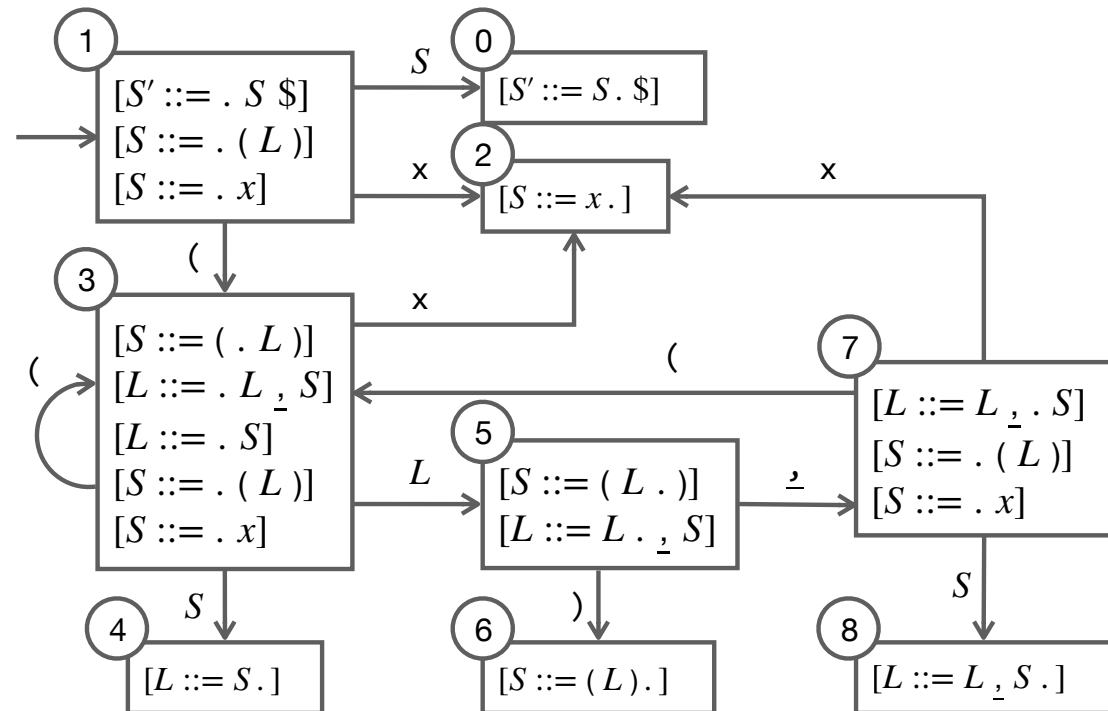 1
[S′ ::= . S $]
[S ::= . ( L )]
[S ::= . x]
S
0
[S′ ::= S . $]
x
2
[S ::= x . ]
x
(
3
[S ::= ( . L )]
[L ::= . L , S]
[L ::= . S]
[S ::= . ( L )]
[S ::= . x]
(
x
(
7
[L ::= L , . S]
[S ::= . ( L )]
[S ::= . x]
L
5
[S ::= ( L . )]
[L ::= L . , S]
,
S
4
[L ::= S . ]
)
6
[S ::= ( L ) . ]
S
8
[L ::= L , S . ]